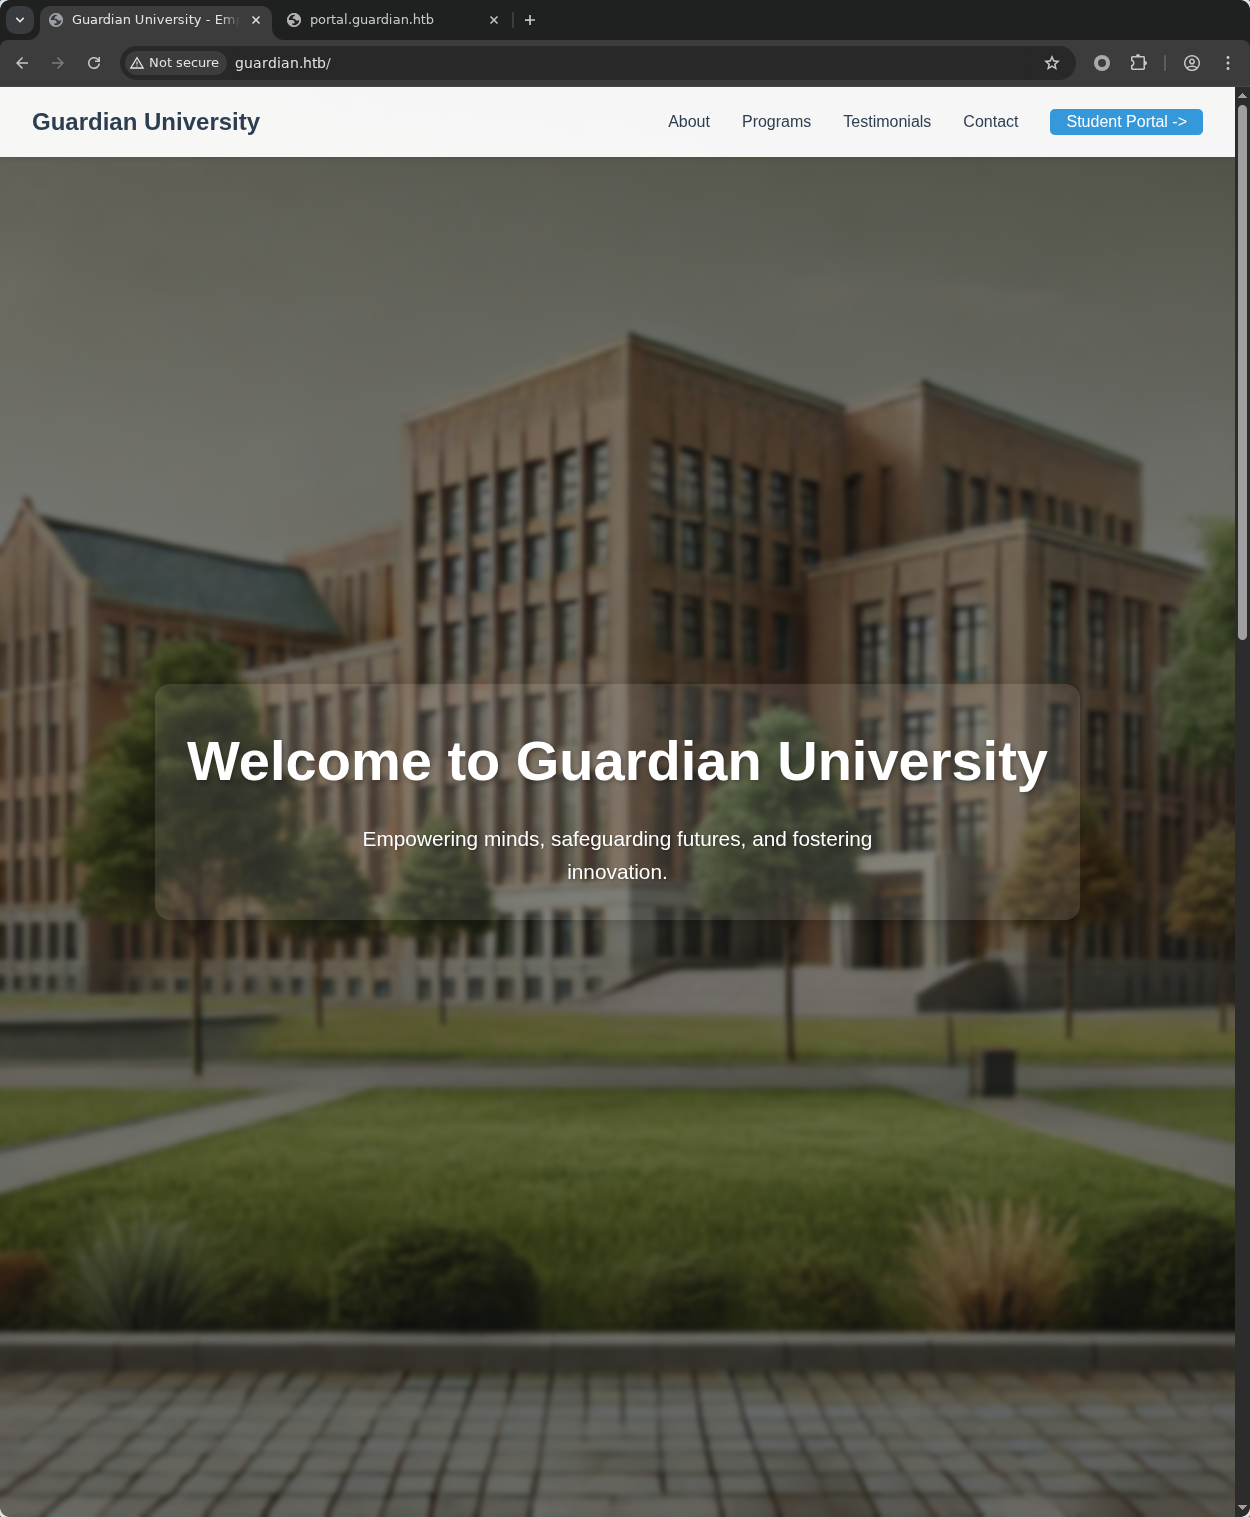 Guardian University - Em
portal.guardian.htb
Not secure
guardian.htb/
Guardian University
About
Programs
Testimonials
Contact
Student Portal ->
Welcome to Guardian University
Empowering minds, safeguarding futures, and fostering
innovation.